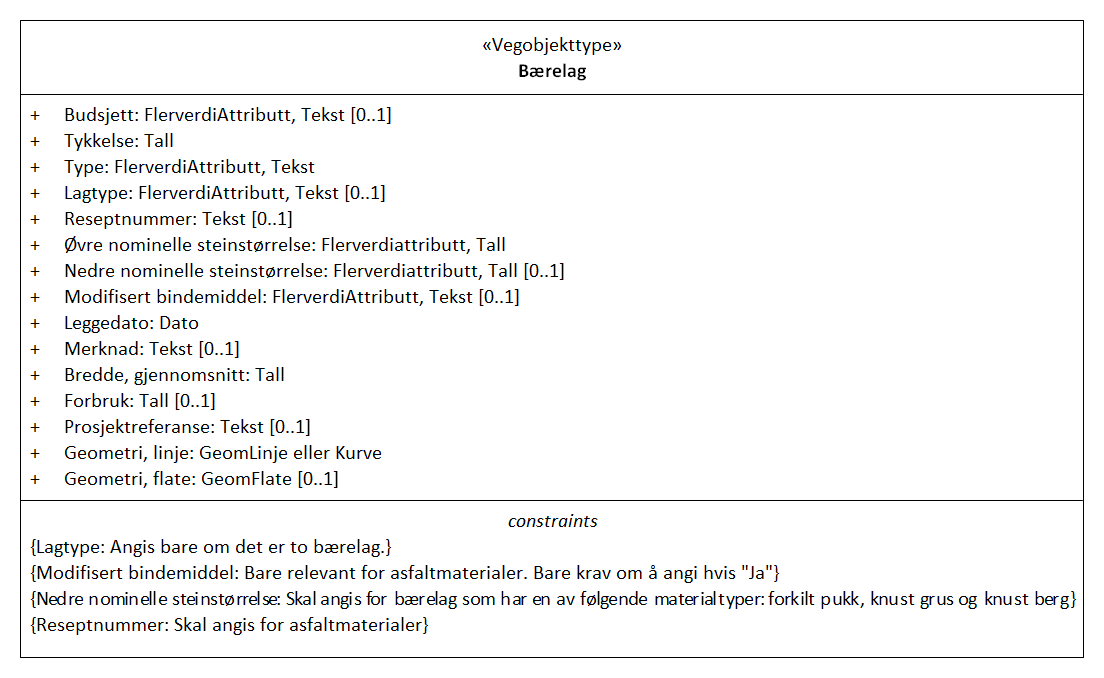 «Vegobjekttype»
Bærelag
+ Budsjett: FlerverdiAttributt, Tekst [0..1]
+ Tykkelse: Tall
+ Type: FlerverdiAttributt, Tekst
+ Lagtype: FlerverdiAttributt, Tekst [0..1]
+ Reseptnummer: Tekst [0..1]
+ Øvre nominelle steinstørrelse: Flerverdiattributt, Tall
+ Nedre nominelle steinstørrelse: Flerverdiattributt, Tall [0..1]
+ Modifisert bindemiddel: FlerverdiAttributt, Tekst [0..1]
+ Leggedato: Dato
+ Merknad: Tekst [0..1]
+ Bredde, gjennomsnitt: Tall
+ Forbruk: Tall [0..1]
+ Prosjektreferanse: Tekst [0..1]
+ Geometri, linje: GeomLinje eller Kurve
+ Geometri, flate: GeomFlate [0..1]
constraints
{Lagtype: Angis bare om det er to bærelag.}
{Modifisert bindemiddel: Bare relevant for asfaltmaterialer. Bare krav om å angi hvis "Ja"}
{Nedre nominelle steinstørrelse: Skal angis for bærelag som har en av følgende materialtyper: forkilt pukk, knust grus og knust berg}
{Reseptnummer: Skal angis for asfaltmaterialer}